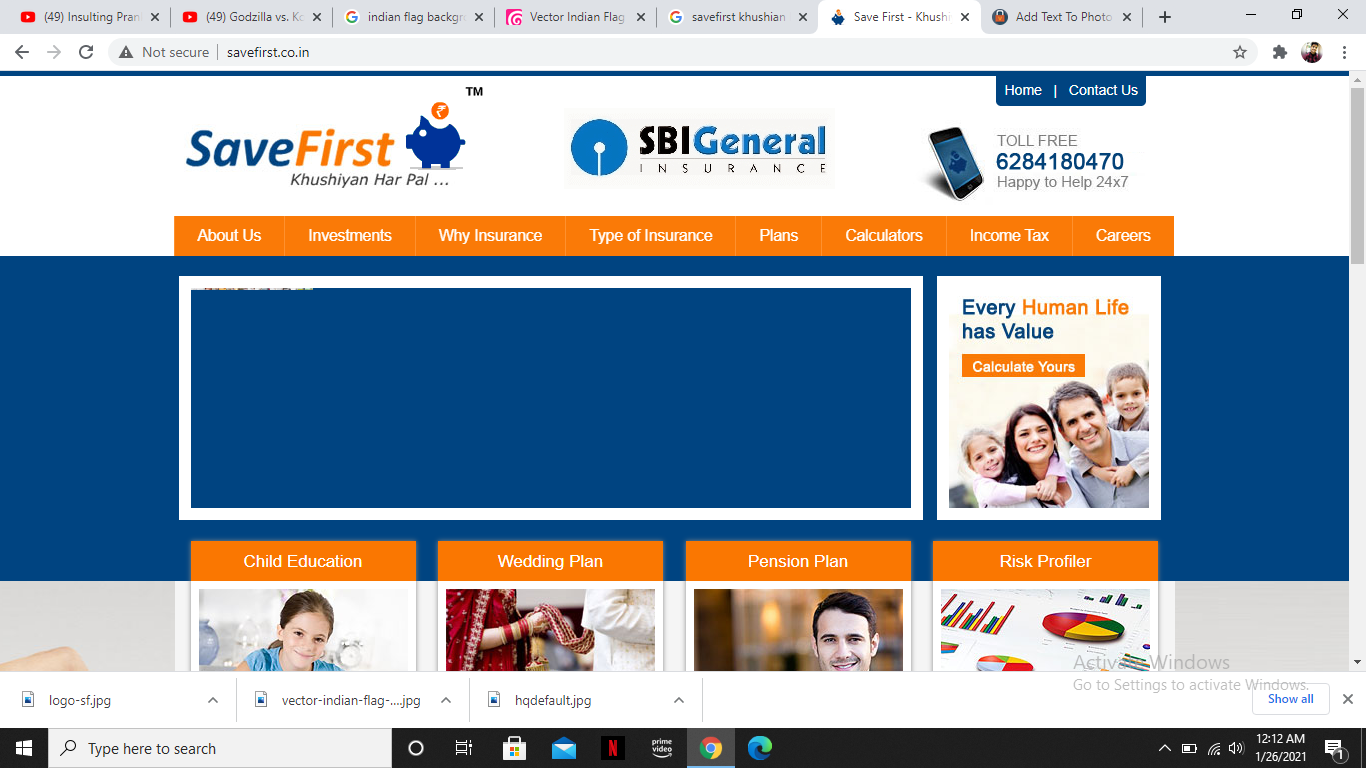 (49) Insulting Pran
(49) Godzilla vs. Ko
indian flag backgro
Vector Indian Flag
savefirst khushian
Save First - Khushi
Add Text To Photo
Not secure
savefirst.co.in
TM
Home | Contact Us
SaveFirst
Khushiyan Har Pal ...
SBIGeneral
INSURANCE
TOLL FREE
6284180470
Happy to Help 24x7
About Us
Investments
Why Insurance
Type of Insurance
Plans
Calculators
Income Tax
Careers
Every Human Life
has Value
Calculate Yours
Child Education
Wedding Plan
Pension Plan
Risk Profiler
Activate Windows
Go to Settings to activate Windows.
logo-sf.jpg
vector-indian-flag-....jpg
hqdefault.jpg
Show all
Type here to search
N
prime
video
12:12 AM
1/26/2021
1